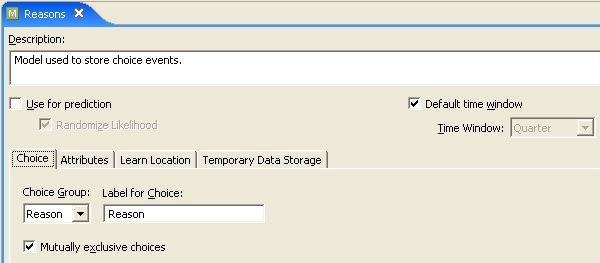 M Reasons
Description:
Model used to store choice events.
Use for prediction
Default time window
Randomize Likelihood
Time Window: Quarter
Choice Attributes Learn Location Temporary Data Storage
Choice Group: Label for Choice:
Reason Reason
Mutually exclusive choices